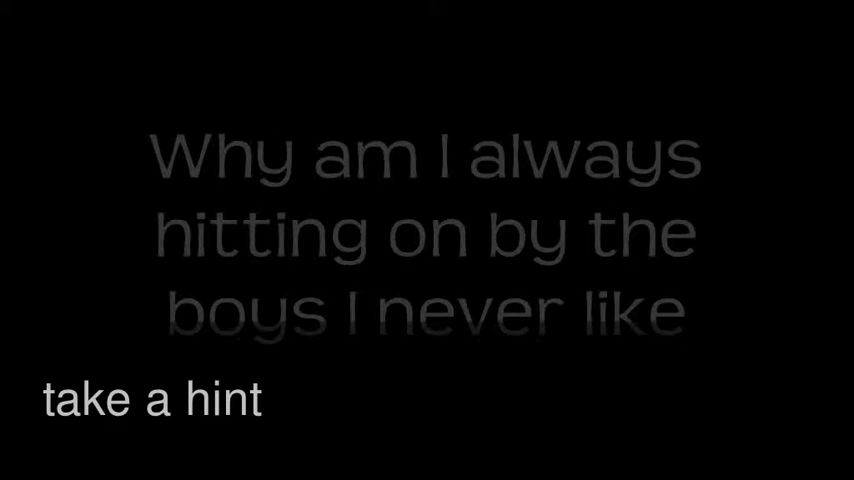 Why am I always
hitting on by the
boys I never like
take a hint